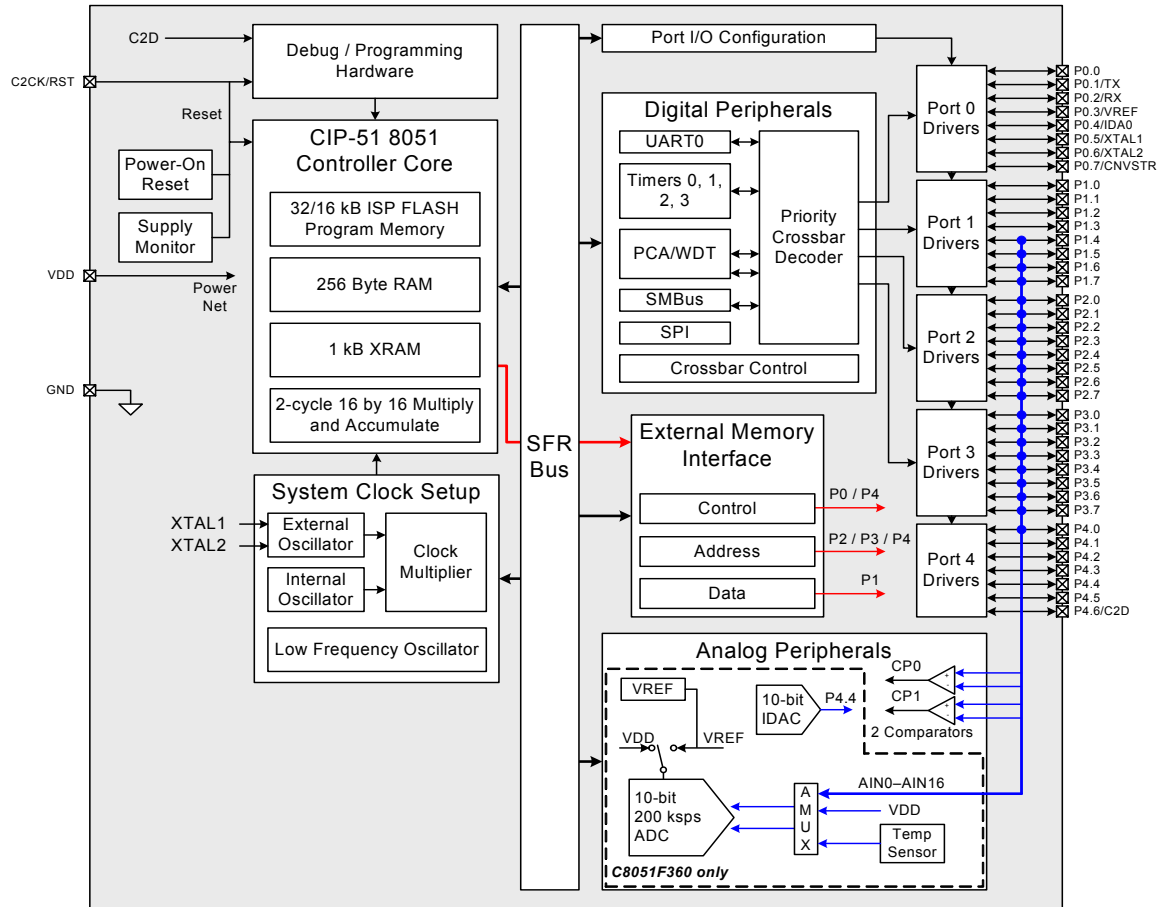 C2D
C2CK/RST
Debug / Programming
Hardware
Reset
Power-On
Reset
Supply
Monitor
VDD
Power
Net
GND
CIP-51 8051
Controller Core
32/16 kB ISP FLASH
Program Memory
256 Byte RAM
1 kB XRAM
2-cycle 16 by 16 Multiply
and Accumulate
System Clock Setup
XTAL1
XTAL2
External
Oscillator
Internal
Oscillator
Clock
Multiplier
Low Frequency Oscillator
SFR
Bus
Port I/O Configuration
Digital Peripherals
UART0
Timers 0, 1,
2, 3
PCA/WDT
SMBus
SPI
Priority
Crossbar
Decoder
Crossbar Control
External Memory
Interface
Control
Address
Data
P0 / P4
P2 / P3 / P4
P1
Port 0
Drivers
Port 1
Drivers
Port 2
Drivers
Port 3
Drivers
Port 4
Drivers
P0.0
P0.1/TX
P0.2/RX
P0.3/VREF
P0.4/IDA0
P0.5/XTAL1
P0.6/XTAL2
P0.7/CNVSTR
P1.0
P1.1
P1.2
P1.3
P1.4
P1.5
P1.6
P1.7
P2.0
P2.1
P2.2
P2.3
P2.4
P2.5
P2.6
P2.7
P3.0
P3.1
P3.2
P3.3
P3.4
P3.5
P3.6
P3.7
P4.0
P4.1
P4.2
P4.3
P4.4
P4.5
P4.6/C2D
Analog Peripherals
VREF
VDD
VREF
10-bit
IDAC
P4.4
CP0
+
-
CP1
+
-
2 Comparators
10-bit
200 ksps
ADC
A
M
U
X
AIN0–AIN16
VDD
Temp
Sensor
C8051F360 only